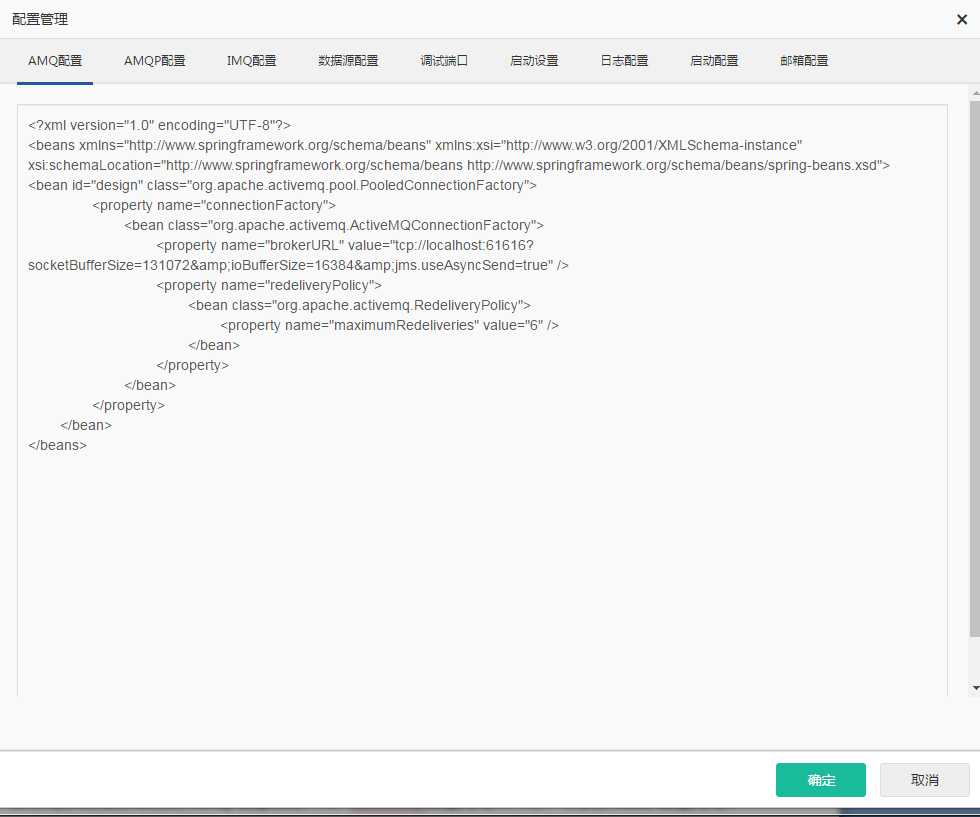 配置管理
AMQ配置 AMQP配置 IMQ配置 数据源配置 调试端口 启动设置 日志配置 启动配置 邮箱配置
<?xml version="1.0" encoding="UTF-8"?>
<beans xmlns="http://www.springframework.org/schema/beans" xmlns:xsi="http://www.w3.org/2001/XMLSchema-instance"
xsi:schemaLocation="http://www.springframework.org/schema/beans http://www.springframework.org/schema/beans/spring-beans.xsd">
<bean id="design" class="org.apache.activemq.pool.PooledConnectionFactory">
<property name="connectionFactory">
<bean class="org.apache.activemq.ActiveMQConnectionFactory">
<property name="brokerURL" value="tcp://localhost:61616?
socketBufferSize=131072&amp;ioBufferSize=16384&amp;jms.useAsyncSend=true" />
<property name="redeliveryPolicy">
<bean class="org.apache.activemq.RedeliveryPolicy">
<property name="maximumRedeliveries" value="6" />
</bean>
</property>
</bean>
</property>
</bean>
</beans>
确定 取消